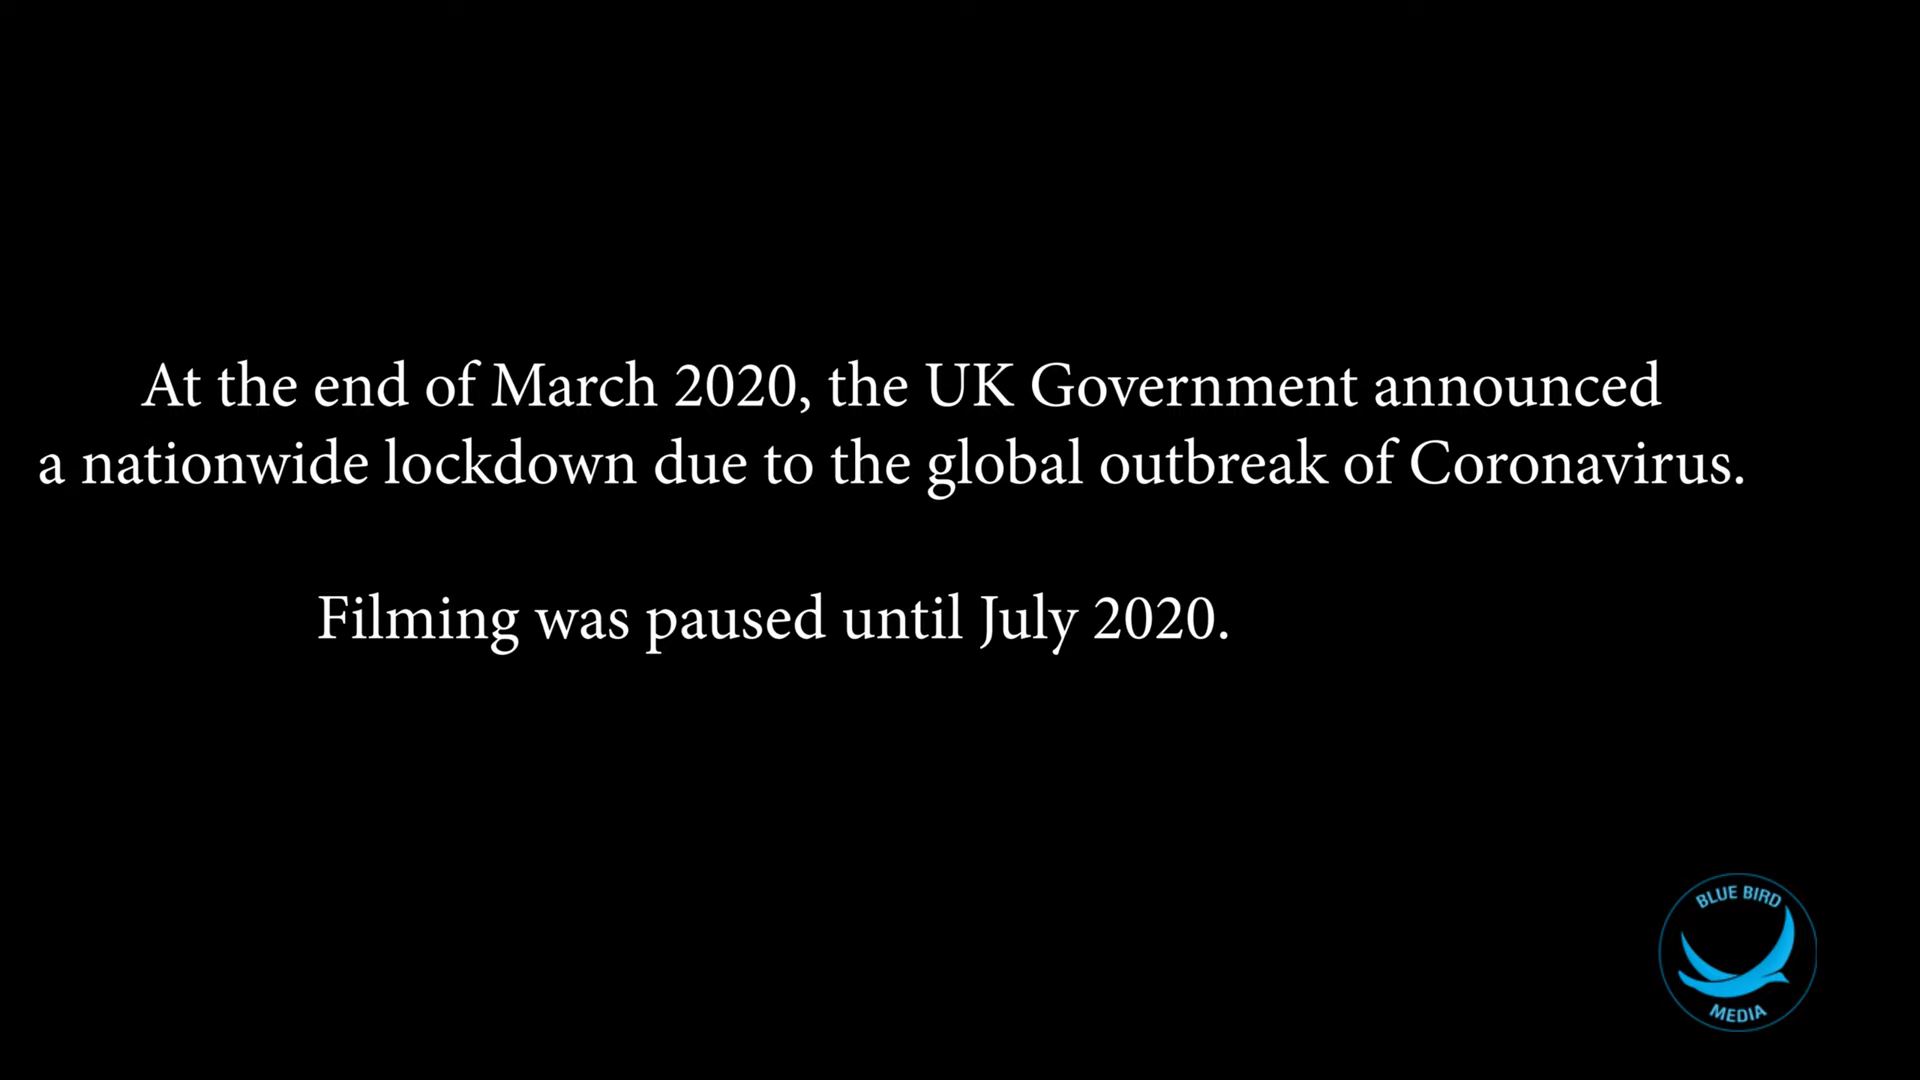 At the end of March 2020, the UK Government announced
a nationwide lockdown due to the global outbreak of Coronavirus.
Filming was paused until July 2020.
BLUE BIRD
MEDIA